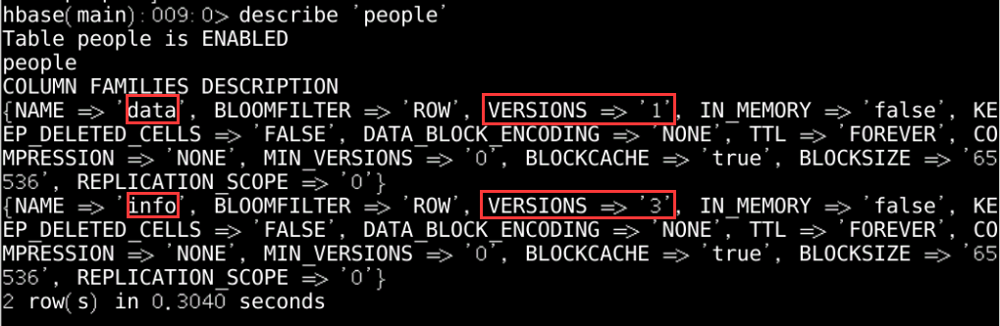 hbase(main):009:0> describe 'people'
Table people is ENABLED
people
COLUMN FAMILIES DESCRIPTION
{NAME => 'data', BLOOMFILTER => 'ROW', VERSIONS => '1', IN_MEMORY => 'false', KE
EP_DELETED_CELLS => 'FALSE', DATA_BLOCK_ENCODING => 'NONE', TTL => 'FOREVER', CO
MPRESSION => 'NONE', MIN_VERSIONS => '0', BLOCKCACHE => 'true', BLOCKSIZE => '65
536', REPLICATION_SCOPE => '0'}
{NAME => 'info', BLOOMFILTER => 'ROW', VERSIONS => '3', IN_MEMORY => 'false', KE
EP_DELETED_CELLS => 'FALSE', DATA_BLOCK_ENCODING => 'NONE', TTL => 'FOREVER', CO
MPRESSION => 'NONE', MIN_VERSIONS => '0', BLOCKCACHE => 'true', BLOCKSIZE => '65
536', REPLICATION_SCOPE => '0'}
2 row(s) in 0.3040 seconds